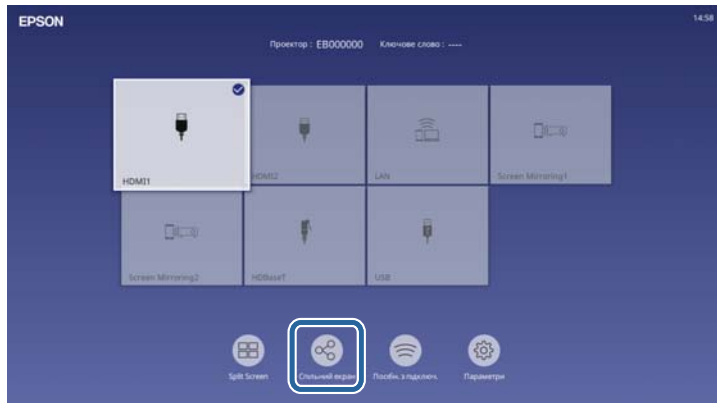 EPSON
14:58
Проектор : EB000000 Ключове слово : ----
HDMI1
HDMI2
LAN
Screen Mirroring1
Screen Mirroring2
HDBaseT
USB
Split Screen
Спільний екран
Посібн. з підключ.
Параметри